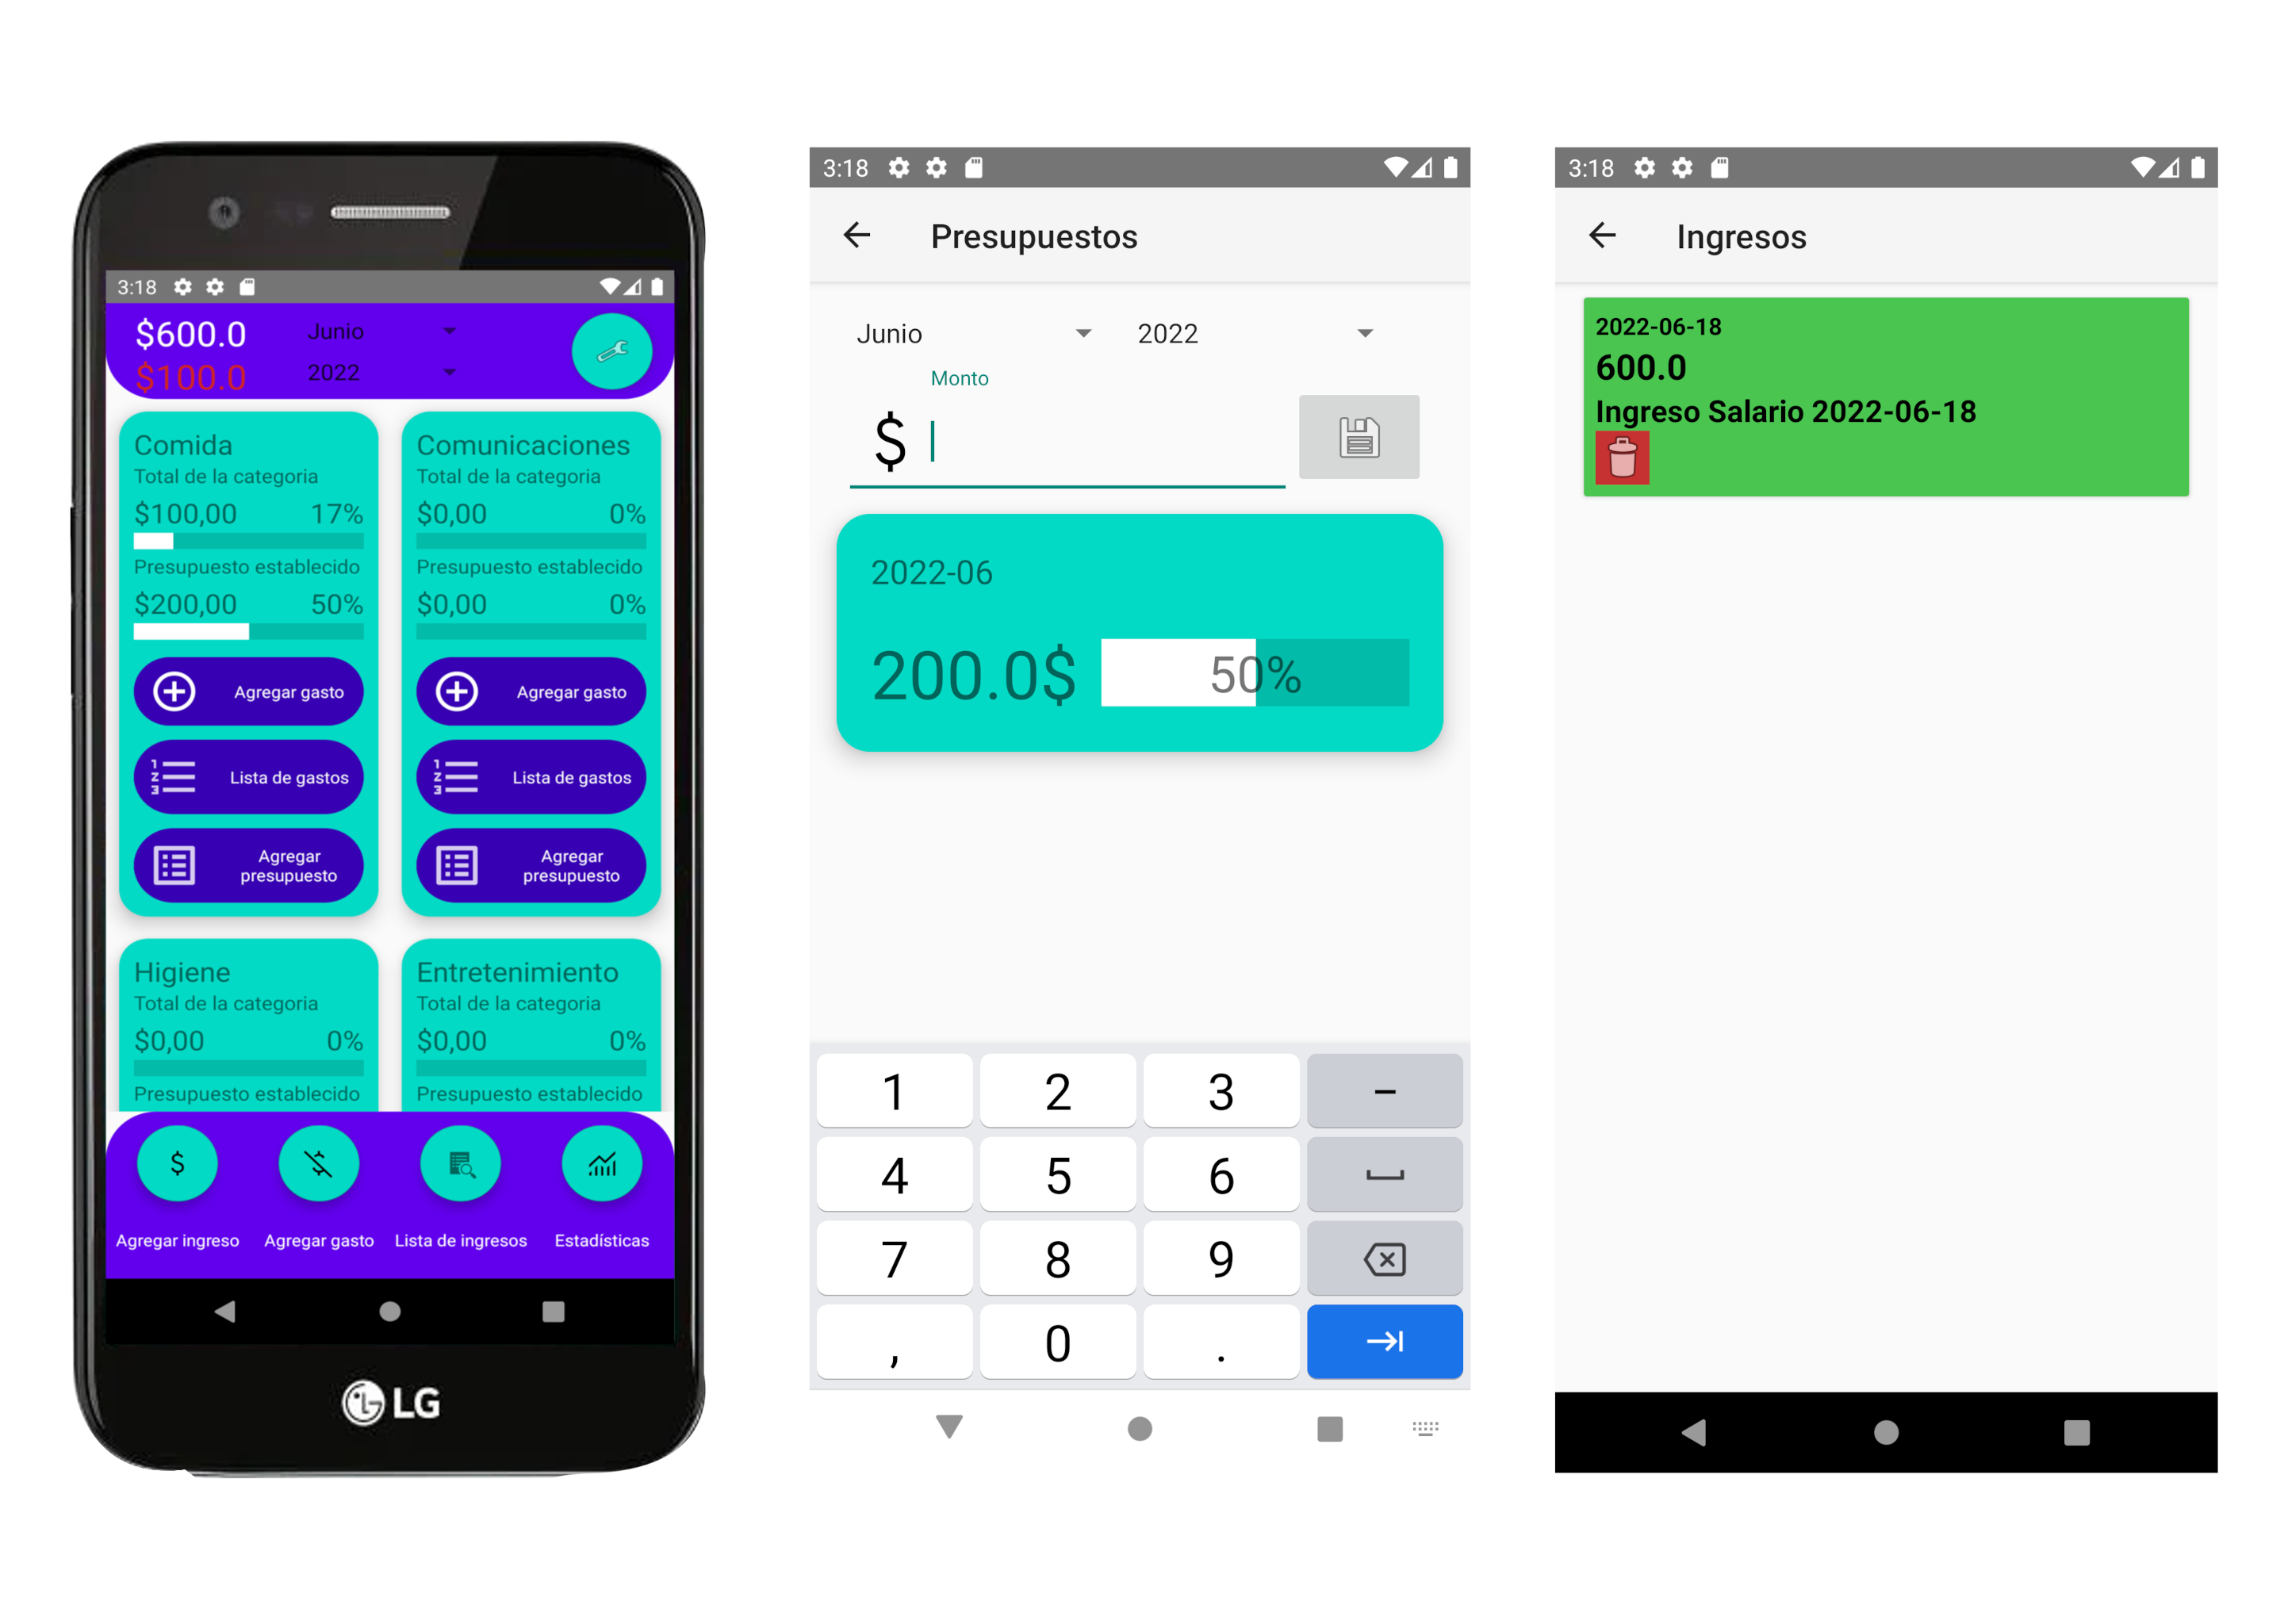 3:18
$600.0
Junio
$100.0
2022
Comida
Total de la categoria
$100,00 17%
Presupuesto establecido
$200,00 50%
Agregar gasto
Lista de gastos
Agregar
presupuesto
Comunicaciones
Total de la categoria
$0,00 0%
Presupuesto establecido
$0,00 0%
Agregar gasto
Lista de gastos
Agregar
presupuesto
Higiene
Total de la categoria
$0,00 0%
Presupuesto establecido
Entretenimiento
Total de la categoria
$0,00 0%
Presupuesto establecido
Agregar ingreso
Agregar gasto
Lista de ingresos
Estadísticas
LG
3:18
Presupuestos
Junio 2022
Monto
$
2022-06
200.0$ 50%
1 2 3 –
4 5 6
7 8 9
, 0 .
3:18
Ingresos
2022-06-18
600.0
Ingreso Salario 2022-06-18